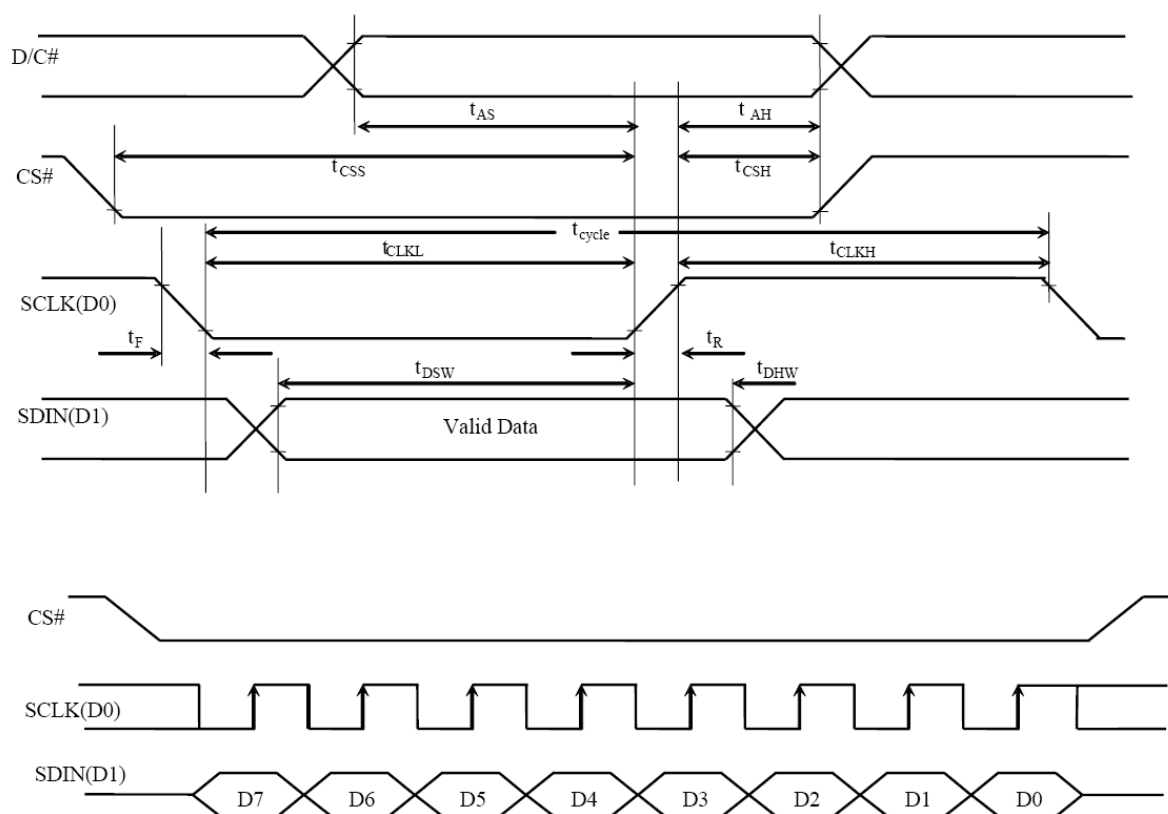 D/C#
tAS
tAH
CS#
tCSS
tCSH
tcycle
tCLKL
tCLKH
SCLK(D0)
tF
tR
tDSW
tDHW
SDIN(D1)
Valid Data
CS#
SCLK(D0)
SDIN(D1)
D7 D6 D5 D4 D3 D2 D1 D0